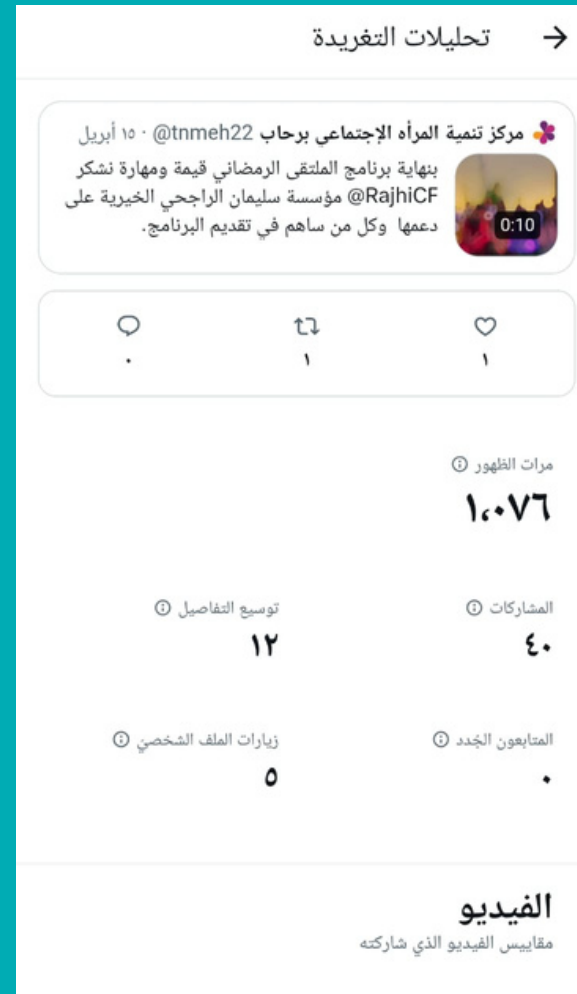 تحليلات التغريدة
مركز تنمية المرأه الإجتماعي برحاب @tnmeh22 · ١٥ أبريل
بنهاية برنامج الملتقى الرمضاني قيمة ومهارة نشكر
@RajhiCF مؤسسة سليمان الراجحي الخيرية على
دعمها وكل من ساهم في تقديم البرنامج.
0:10
١ ١ ٠
مرات الظهور
١،٠٧٦
المشاركات توسيع التفاصيل
٤٠ ١٢
المتابعون الجُدد زيارات الملف الشخصيّ
٠ ٥
الفيديو
مقاييس الفيديو الذي شاركته